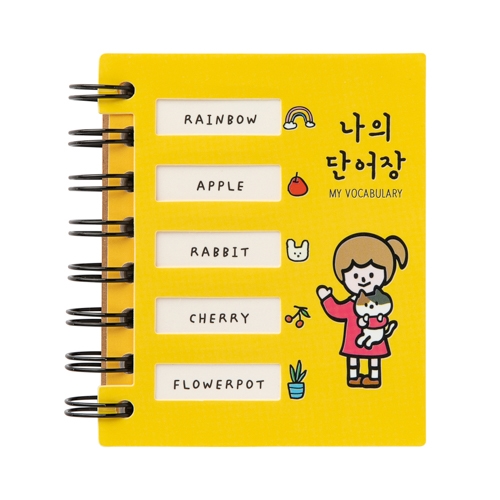 RAINBOW
APPLE
RABBIT
CHERRY
FLOWERPOT
나의
단어장
MY VOCABULARY